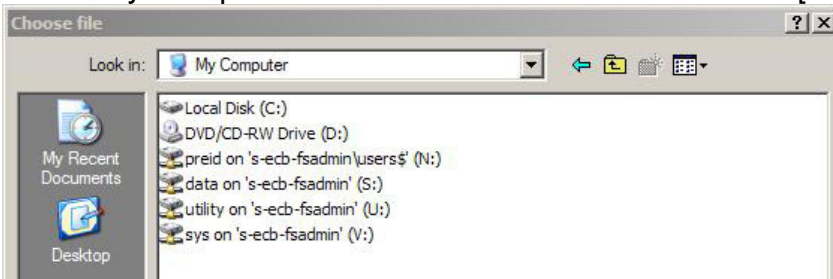 Choose file
Look in: My Computer
Local Disk (C:)
DVD/CD-RW Drive (D:)
preid on 's-ecb-fsadmin\users$' (N:)
data on 's-ecb-fsadmin' (S:)
utility on 's-ecb-fsadmin' (U:)
sys on 's-ecb-fsadmin' (V:)
My Recent
Documents
Desktop